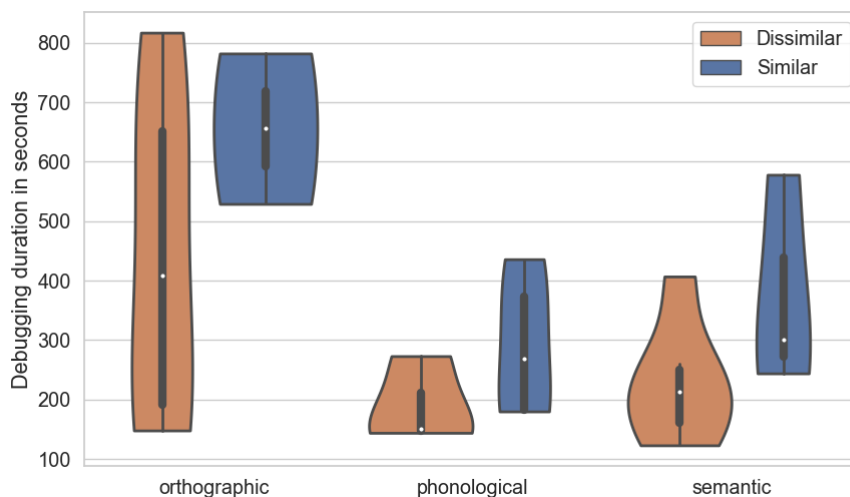 Debugging duration in seconds
800
700
600
500
400
300
200
100
Dissimilar
Similar
orthographic phonological semantic